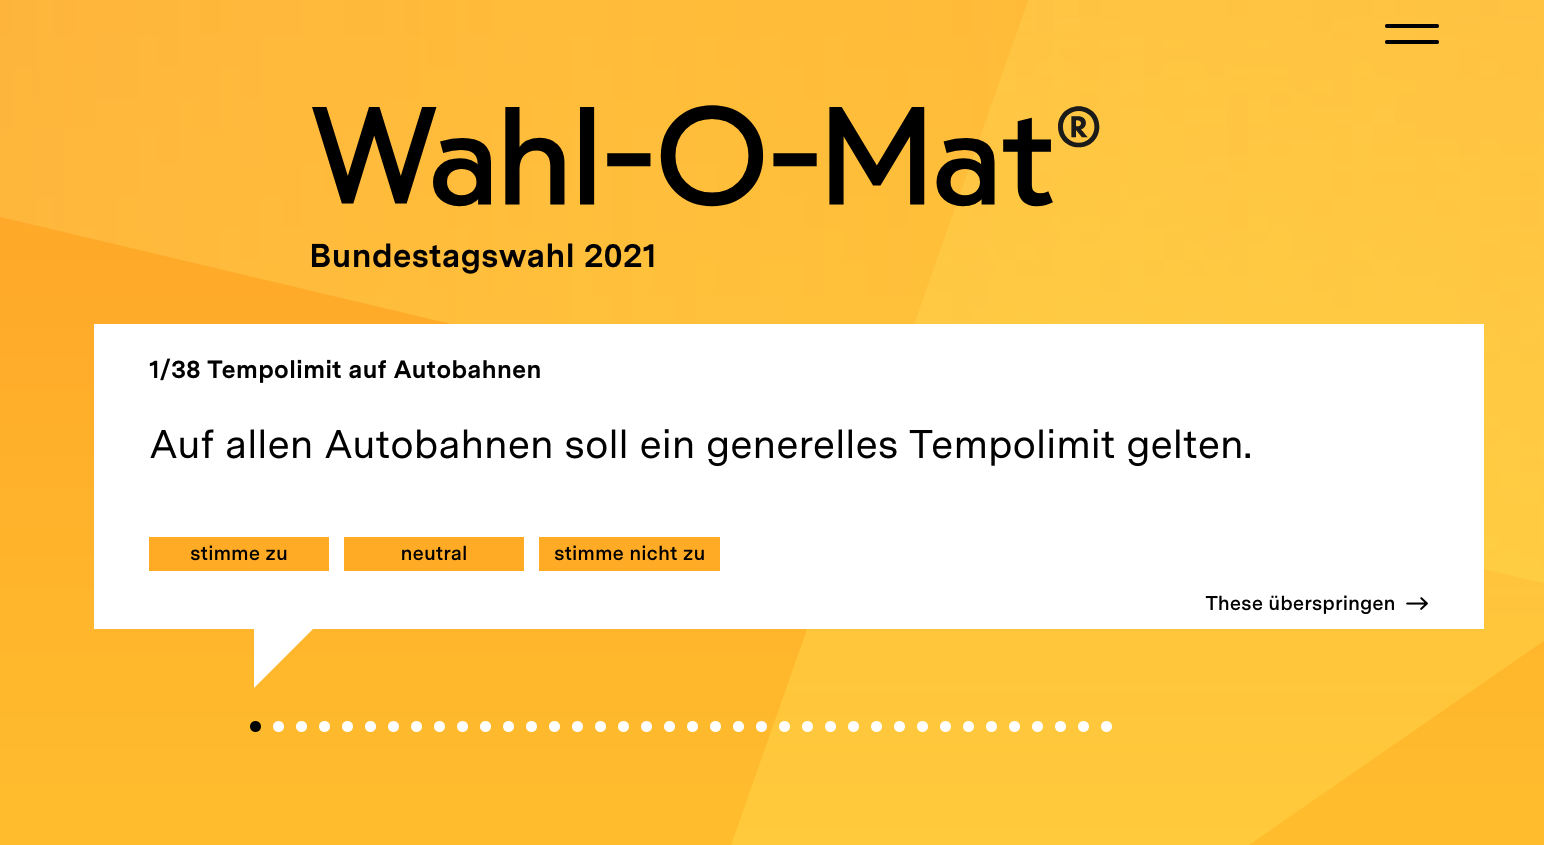 Wahl-O-Mat®
Bundestagswahl 2021
1/38 Tempolimit auf Autobahnen
Auf allen Autobahnen soll ein generelles Tempolimit gelten.
stimme zu neutral stimme nicht zu
These überspringen →